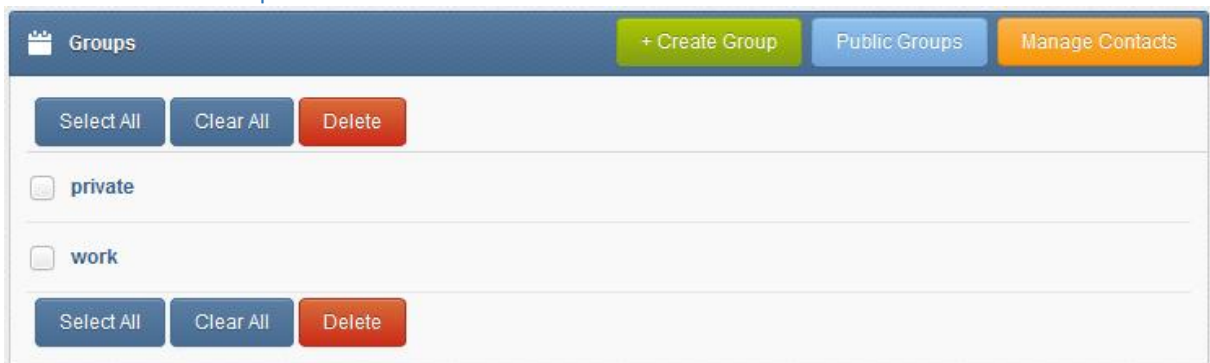 Groups + Create Group Public Groups Manage Contacts
Select All Clear All Delete
private
work
Select All Clear All Delete